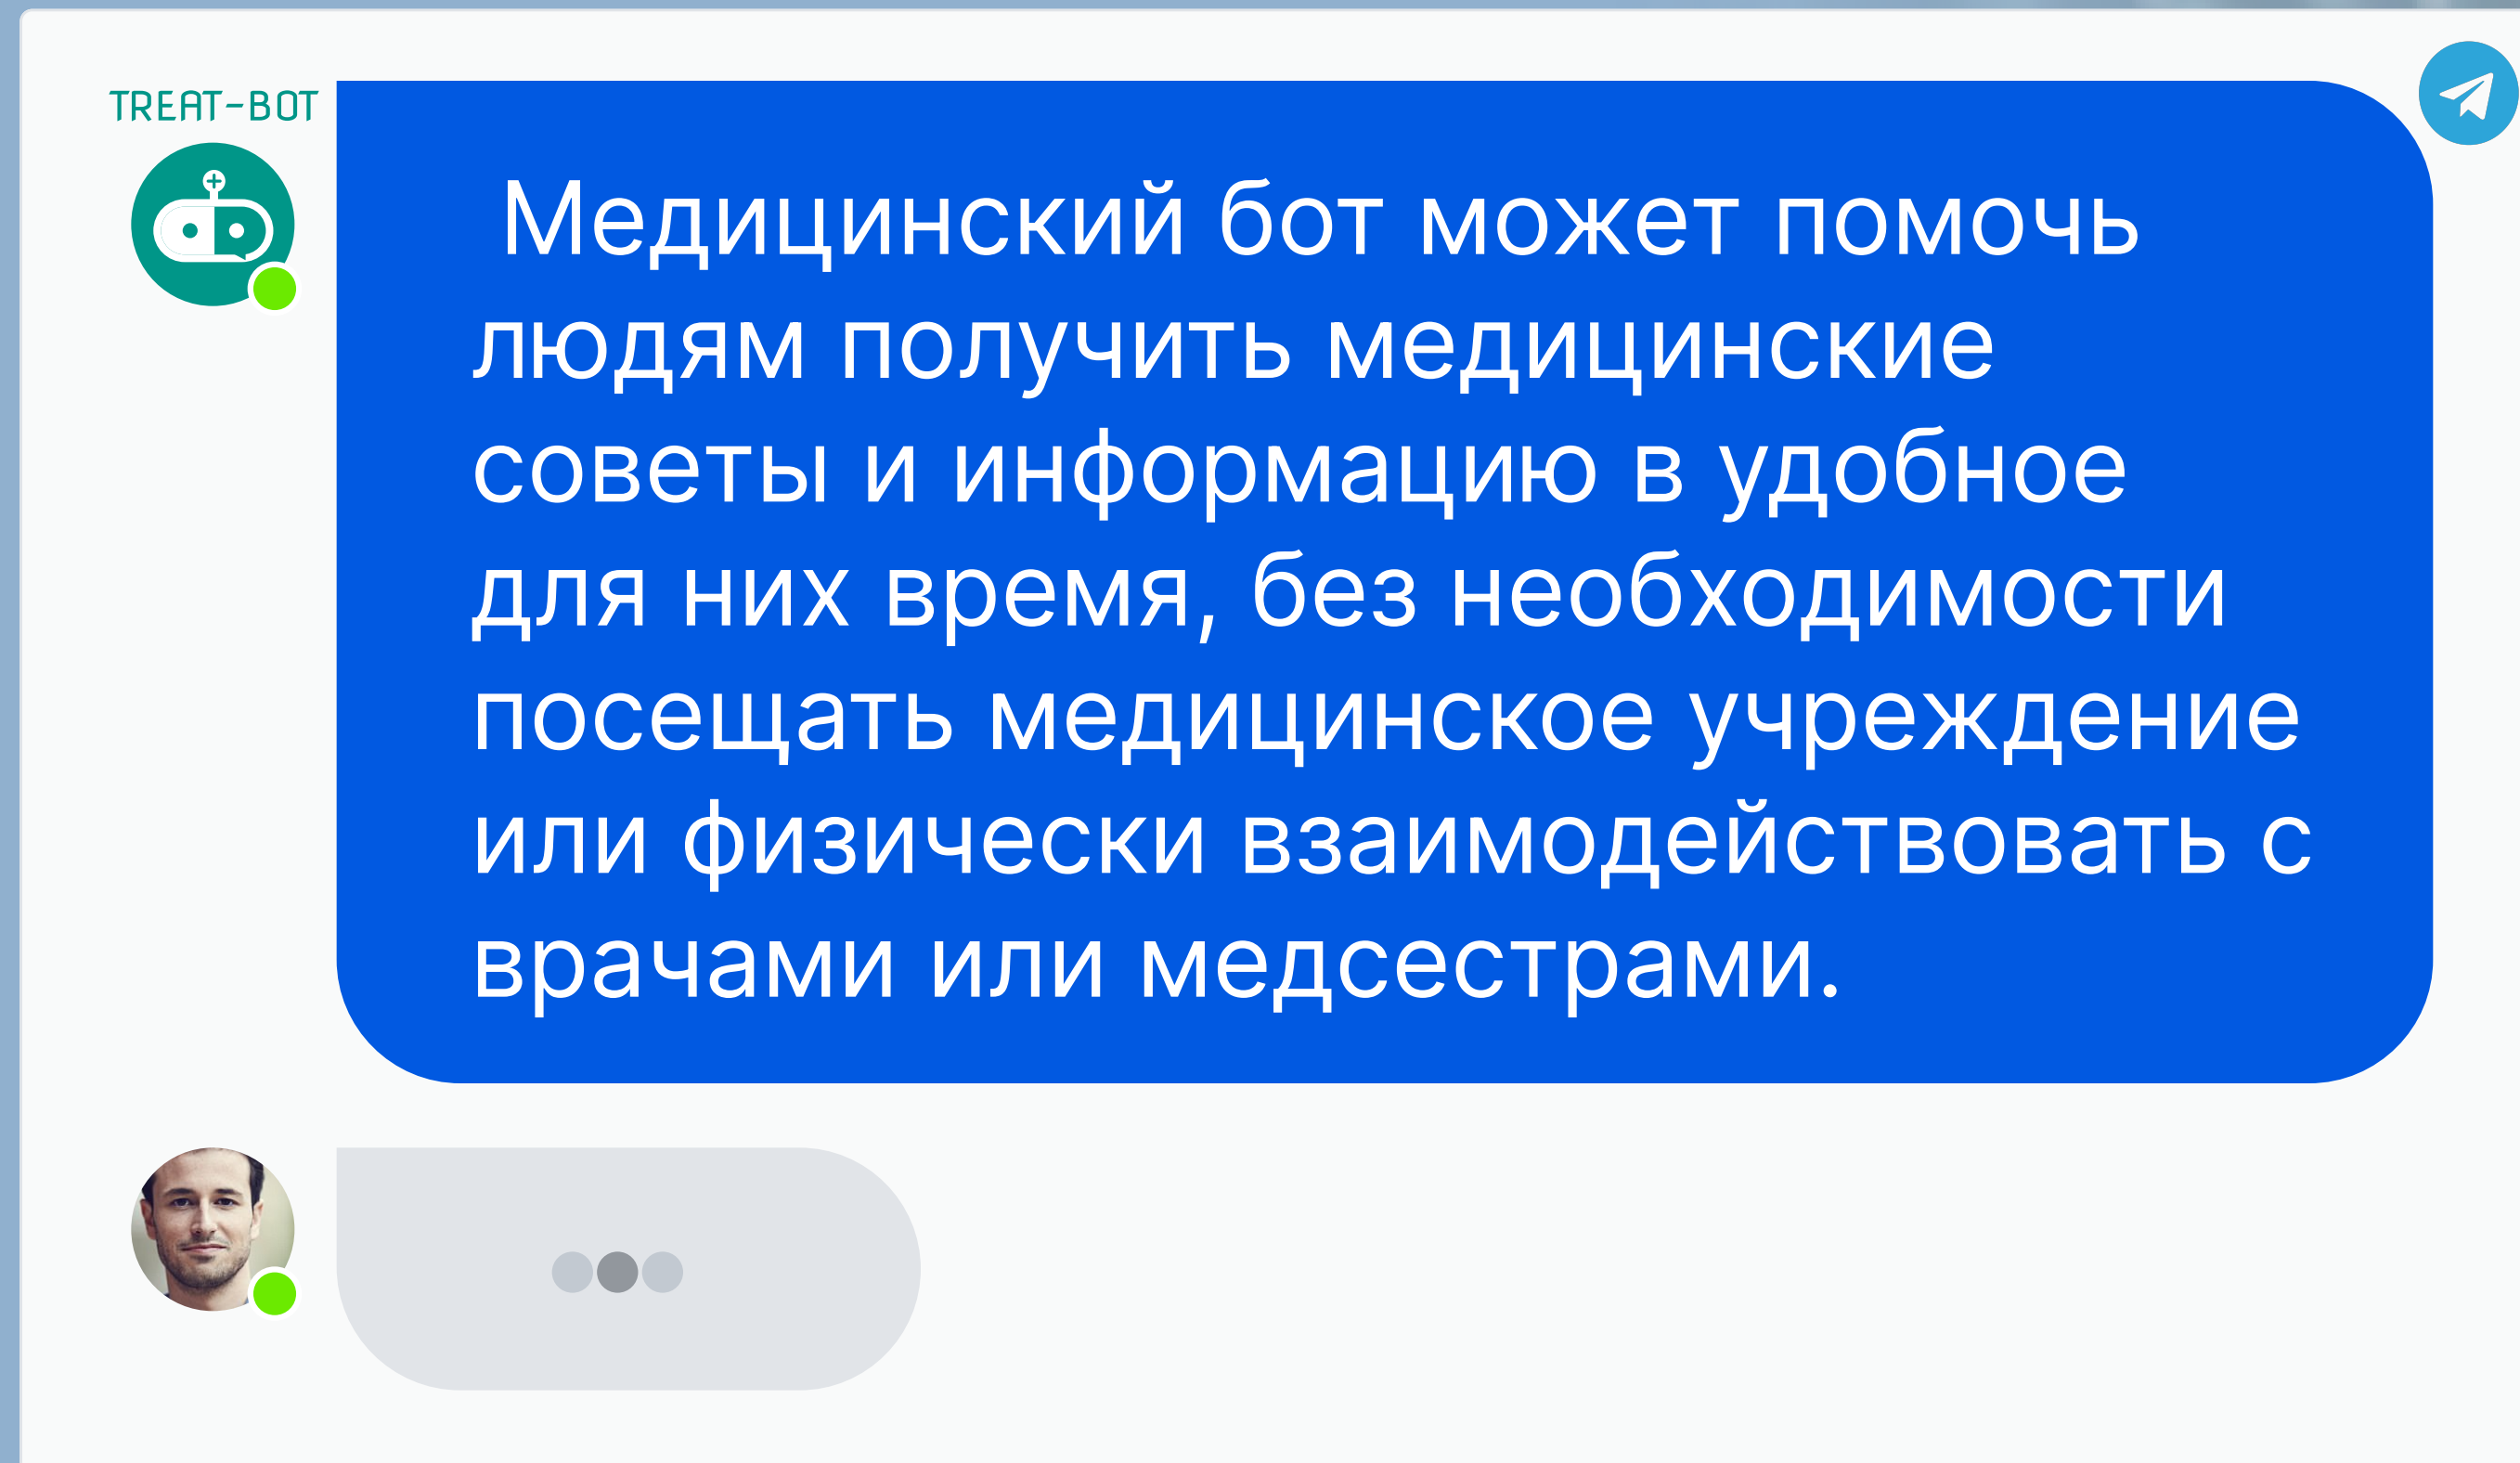 TREAT-BOT
Медицинский бот может помочь
людям получить медицинские
советы и информацию в удобное
для них время, без необходимости
посещать медицинское учреждение
или физически взаимодействовать с
врачами или медсестрами.